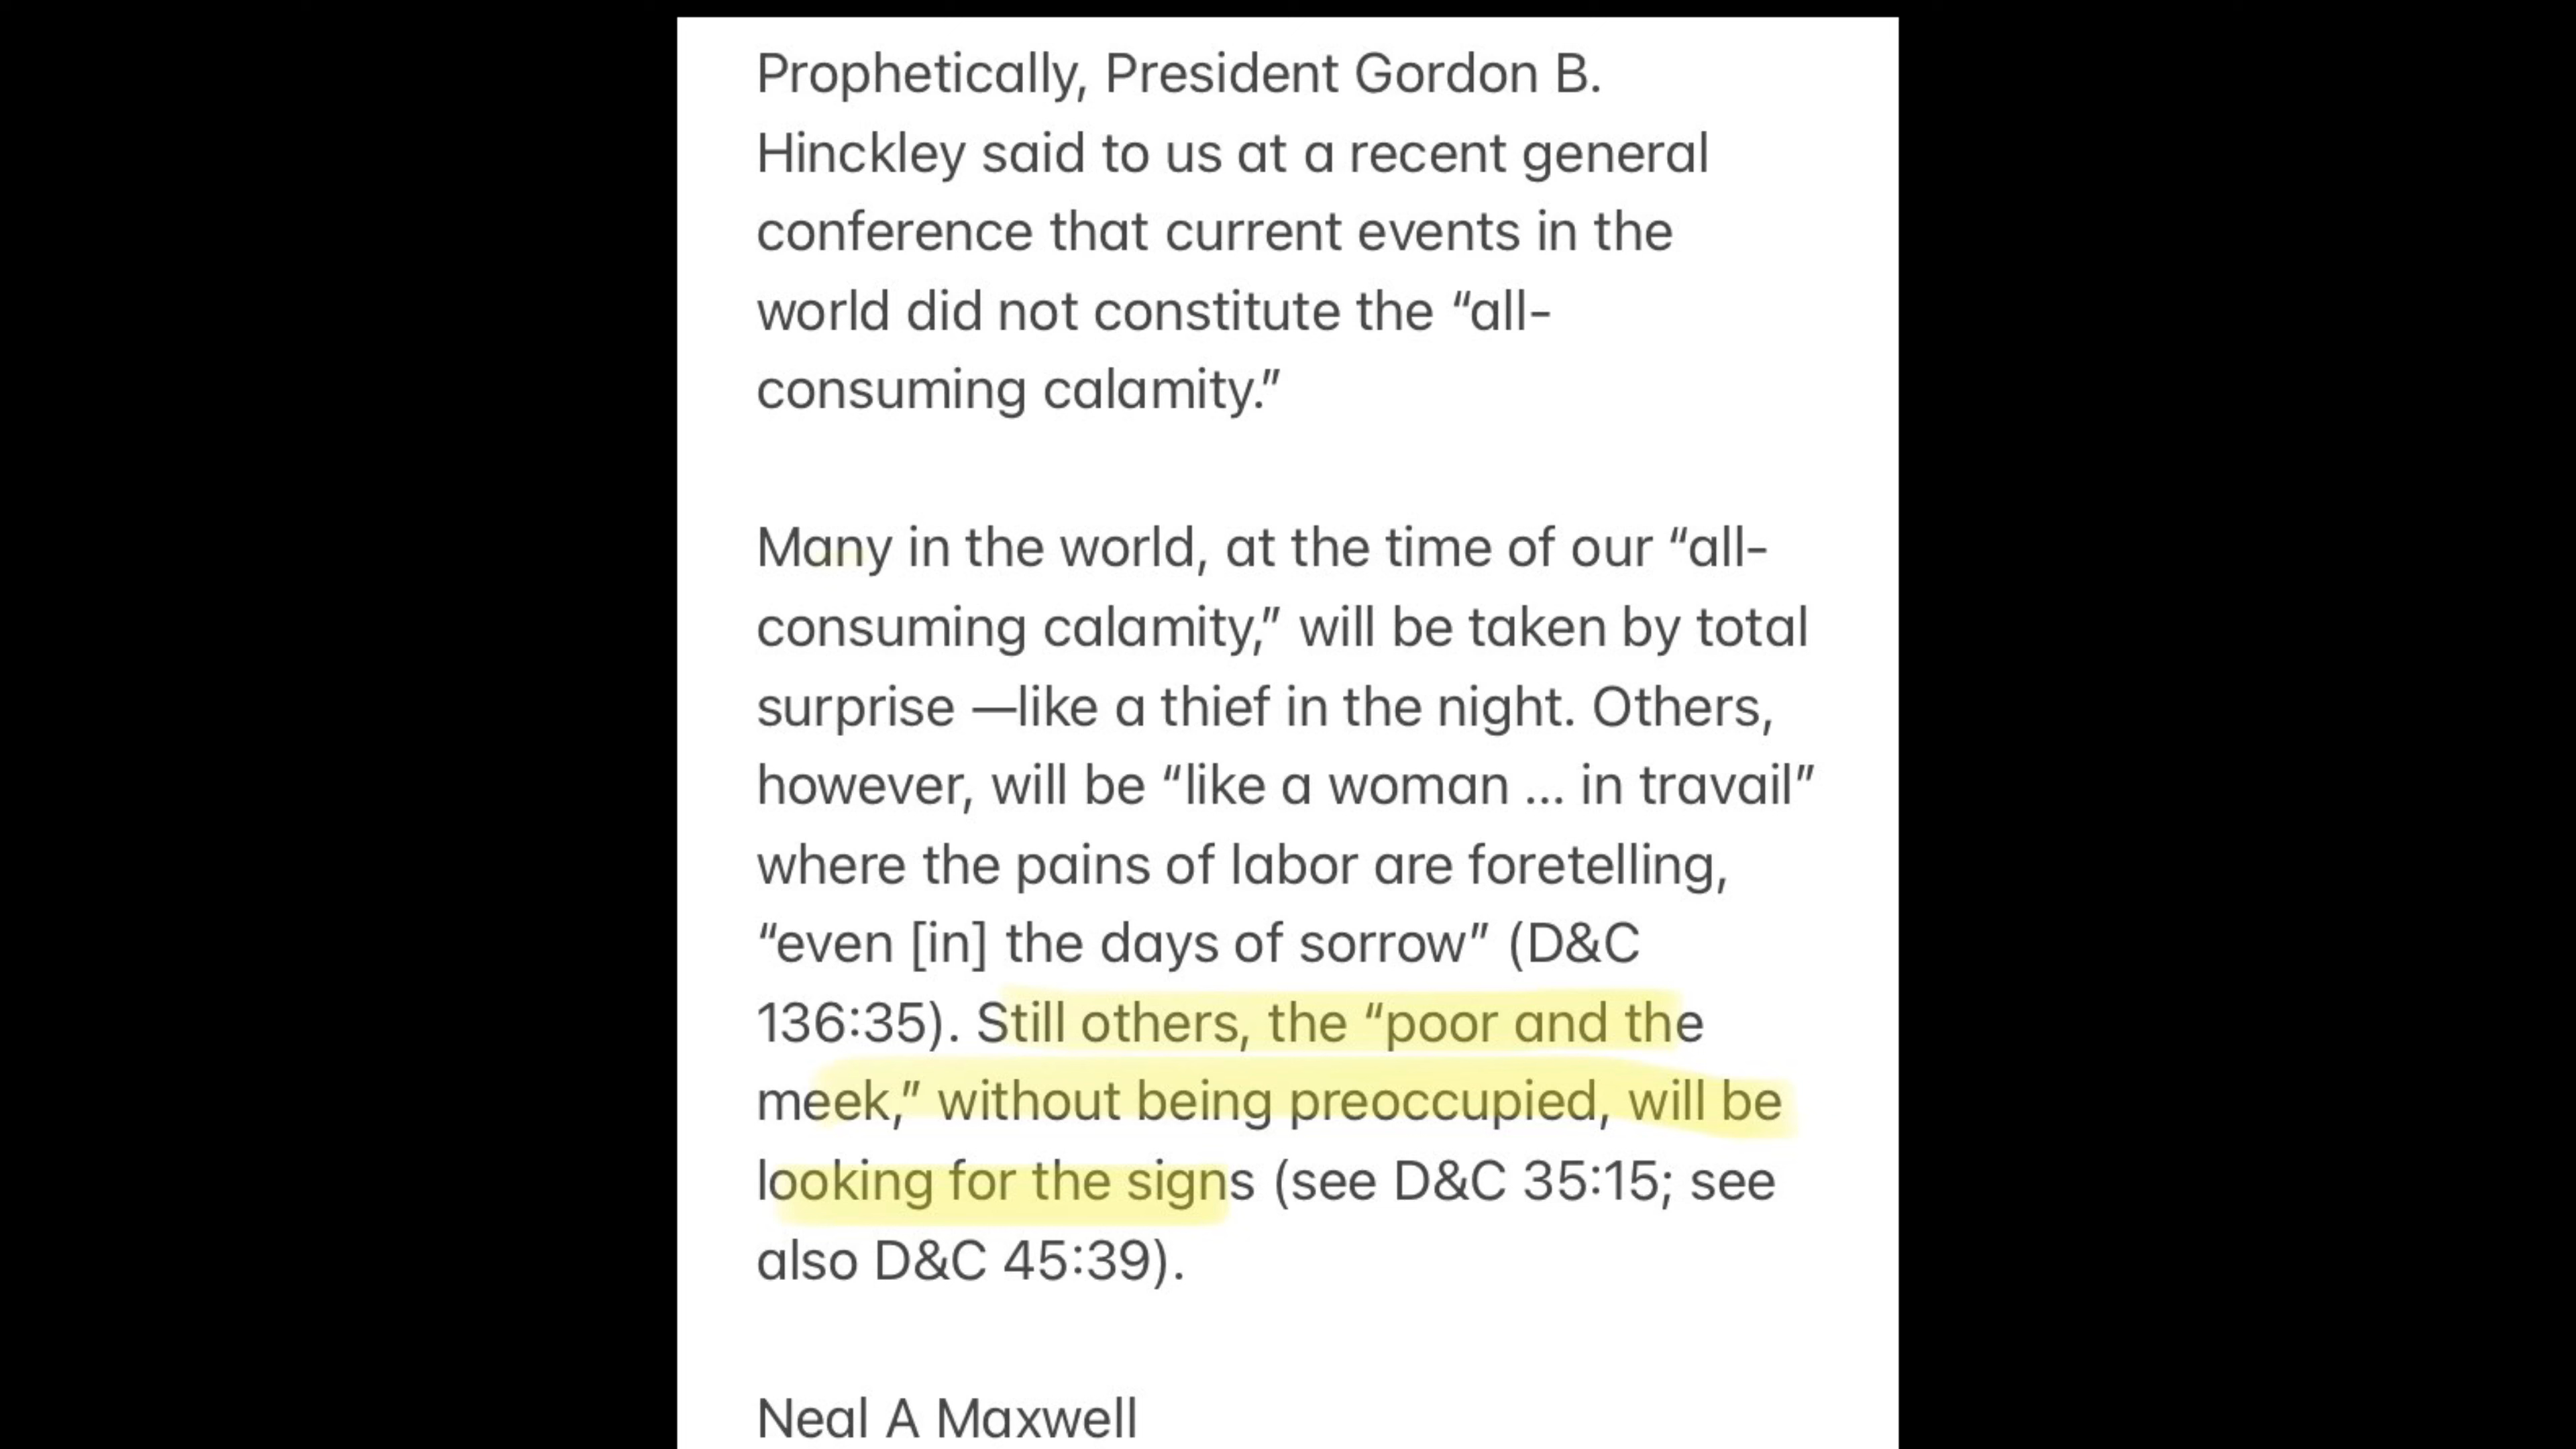 Prophetically, President Gordon B.
Hinckley said to us at a recent general
conference that current events in the
world did not constitute the “all-
consuming calamity.”
Many in the world, at the time of our “all-
consuming calamity,” will be taken by total
surprise —like a thief in the night. Others,
however, will be “like a woman ... in travail”
where the pains of labor are foretelling,
“even [in] the days of sorrow” (D&C
136:35). Still others, the “poor and the
meek,” without being preoccupied, will be
looking for the signs (see D&C 35:15; see
also D&C 45:39).
Neal A Maxwell